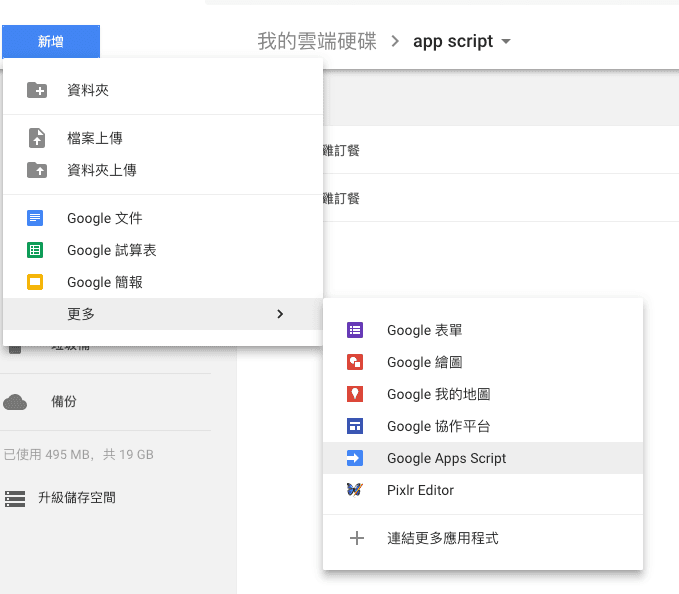 新增
我的雲端硬碟 > app script
資料夾
檔案上傳
資料夾上傳
雞訂餐
雞訂餐
Google 文件
Google 試算表
Google 簡報
更多
Google 表單
Google 繪圖
Google 我的地圖
Google 協作平台
Google Apps Script
Pixlr Editor
連結更多應用程式
備份
已使用 495 MB，共 19 GB
升級儲存空間